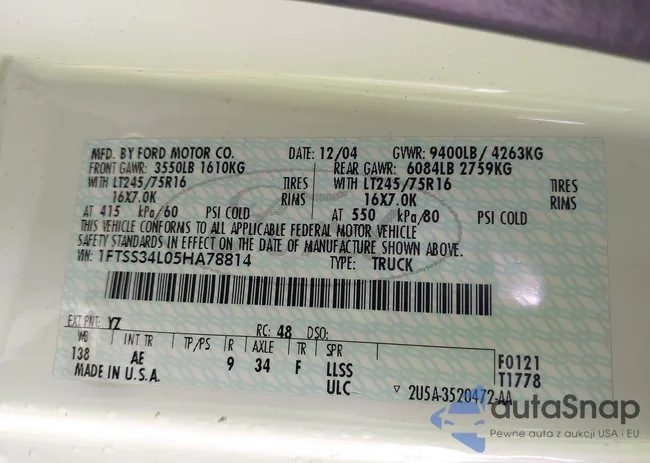 MFD. BY FORD MOTOR CO. DATE: 12/04 GVWR: 9400LB/ 4263KG
FRONT GAWR: 3550LB 1610KG REAR GAWR: 6084LB 2759KG
WITH LT245/75R16 TIRES WITH LT245/75R16 TIRES
16X7.0K RIMS 16X7.0K RIMS
AT 415 kPa/60 PSI COLD AT 550 kPa/80 PSI COLD
THIS VEHICLE CONFORMS TO ALL APPLICABLE FEDERAL MOTOR VEHICLE
SAFETY STANDARDS IN EFFECT ON THE DATE OF MANUFACTURE SHOWN ABOVE.
VIN: 1FTSS34L05HA78814 TYPE: TRUCK
EXT PNT: YZ RC: 48 DSO:
WB INT TR TP/PS R AXLE TR SPR F0121
138 AE 9 34 F LLSS T1778
MADE IN U.S.A. ULC ▽ 2U5A-3520472-AA
autaSnap
Pewne auta z aukcji USA i EU